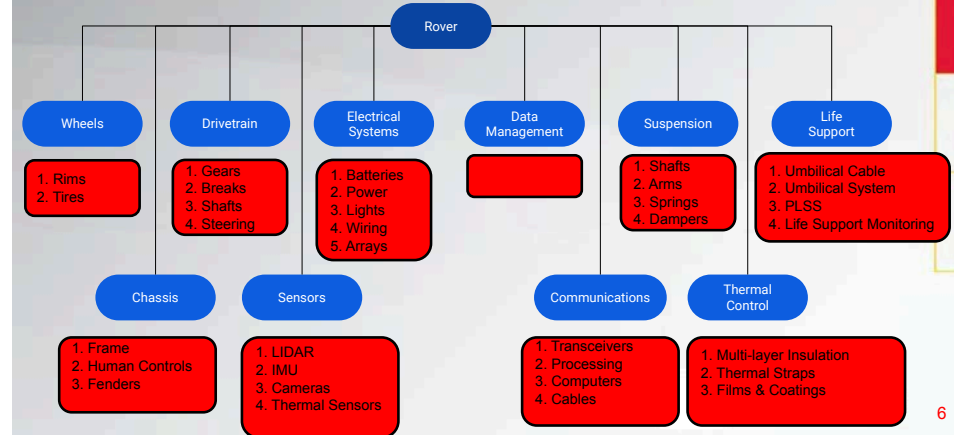 Rover
Wheels
Drivetrain
Electrical
Systems
Data
Management
Suspension
Life
Support
1. Rims
2. Tires
1. Gears
2. Breaks
3. Shafts
4. Steering
1. Batteries
2. Power
3. Lights
4. Wiring
5. Arrays
1. Shafts
2. Arms
3. Springs
4. Dampers
1. Umbilical Cable
2. Umbilical System
3. PLSS
4. Life Support Monitoring
Chassis
Sensors
Communications
Thermal
Control
1. Frame
2. Human Controls
3. Fenders
1. LIDAR
2. IMU
3. Cameras
4. Thermal Sensors
1. Transceivers
2. Processing
3. Computers
4. Cables
1. Multi-layer Insulation
2. Thermal Straps
3. Films & Coatings
6